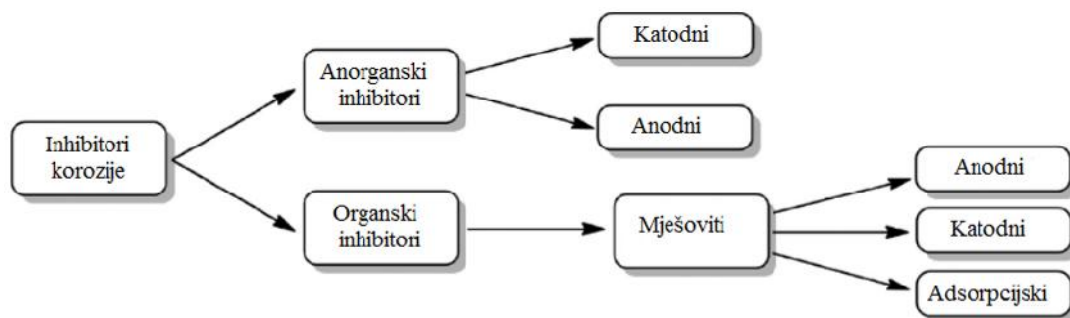 Inhibitori
korozije
Anorganski
inhibitori
Katodni
Anodni
Organski
inhibitori
Mješoviti
Anodni
Katodni
Adsorpcijski